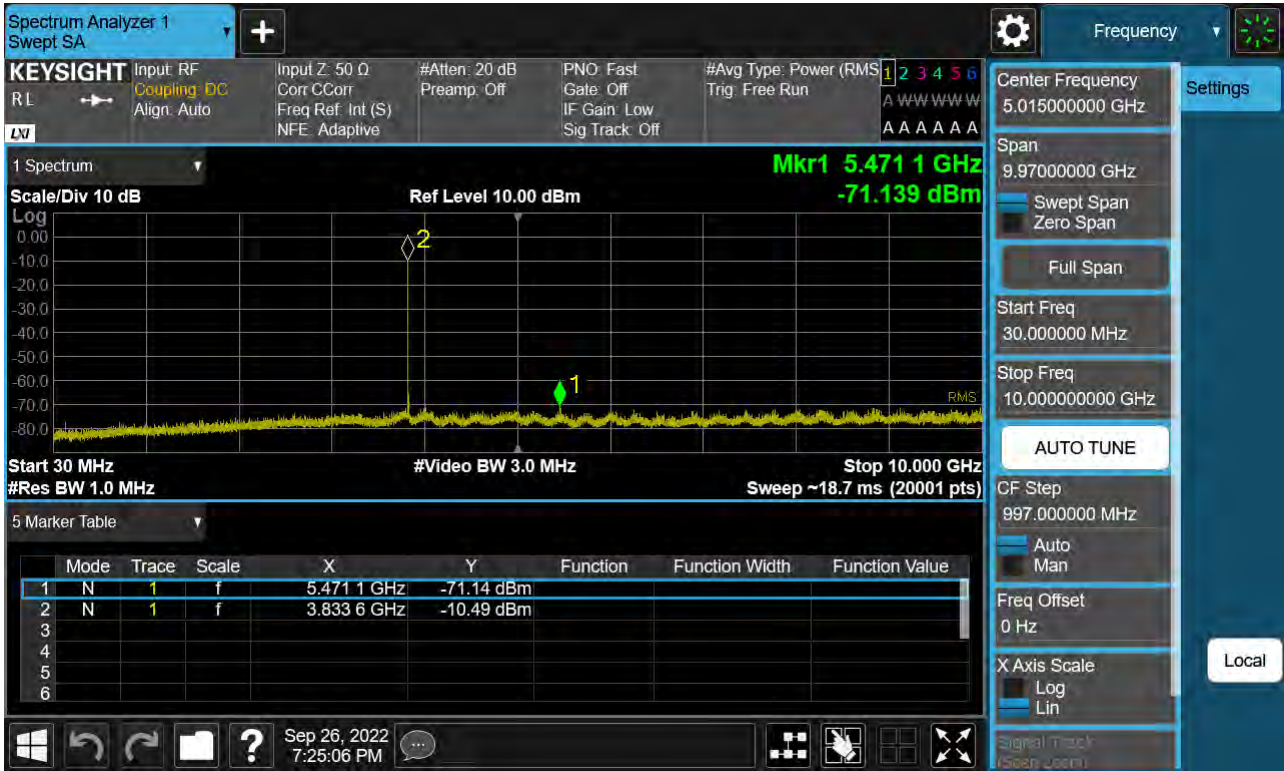 Spectrum Analyzer 1
Swept SA
+
Frequency
KEYSIGHT
RL
LXI
Input: RF
Coupling: DC
Align: Auto
Input Z: 50 Ω
Corr CCorr
Freq Ref: Int (S)
NFE: Adaptive
#Atten: 20 dB
Preamp: Off
PNO: Fast
Gate: Off
IF Gain: Low
Sig Track: Off
#Avg Type: Power (RMS
Trig: Free Run
1 2 3 4 5 6
A W W W W W
A A A A A A
1 Spectrum
Mkr1 5.471 1 GHz
Scale/Div 10 dB Ref Level 10.00 dBm -71.139 dBm
Log
0.00
-10.0
-20.0
-30.0
-40.0
-50.0
-60.0
-70.0
-80.0
2
1
RMS
Start 30 MHz #Video BW 3.0 MHz Stop 10.000 GHz
#Res BW 1.0 MHz Sweep ~18.7 ms (20001 pts)
5 Marker Table
Mode Trace Scale X Y Function Function Width Function Value
1 N 1 f 5.471 1 GHz -71.14 dBm
2 N 1 f 3.833 6 GHz -10.49 dBm
3
4
5
6
Sep 26, 2022
7:25:06 PM
?
Center Frequency
5.015000000 GHz
Settings
Span
9.97000000 GHz
Swept Span
Zero Span
Full Span
Start Freq
30.000000 MHz
Stop Freq
10.000000000 GHz
AUTO TUNE
CF Step
997.000000 MHz
Auto
Man
Freq Offset
0 Hz
X Axis Scale
Log
Lin
Local
Signal Track
(Span Zoom)